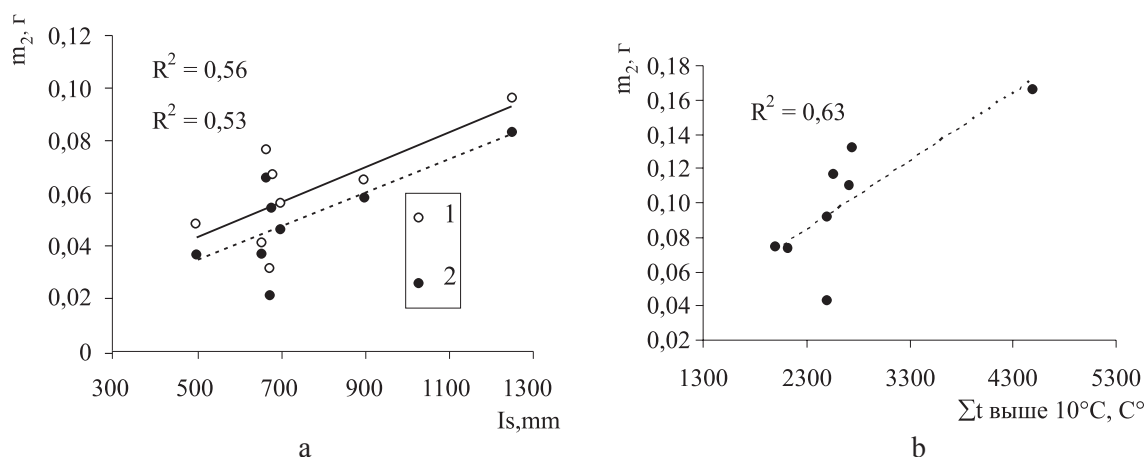 m₂, г
0,12
0,10
0,08
0,06
0,04
0,02
0
R² = 0,56
R² = 0,53
1
2
300 500 700 900 1100 1300
Is,mm
a
m₂, г
0,18
0,16
0,14
0,12
0,10
0,08
0,06
0,04
0,02
R² = 0,63
1300 2300 3300 4300 5300
∑t выше 10°C, C°
b